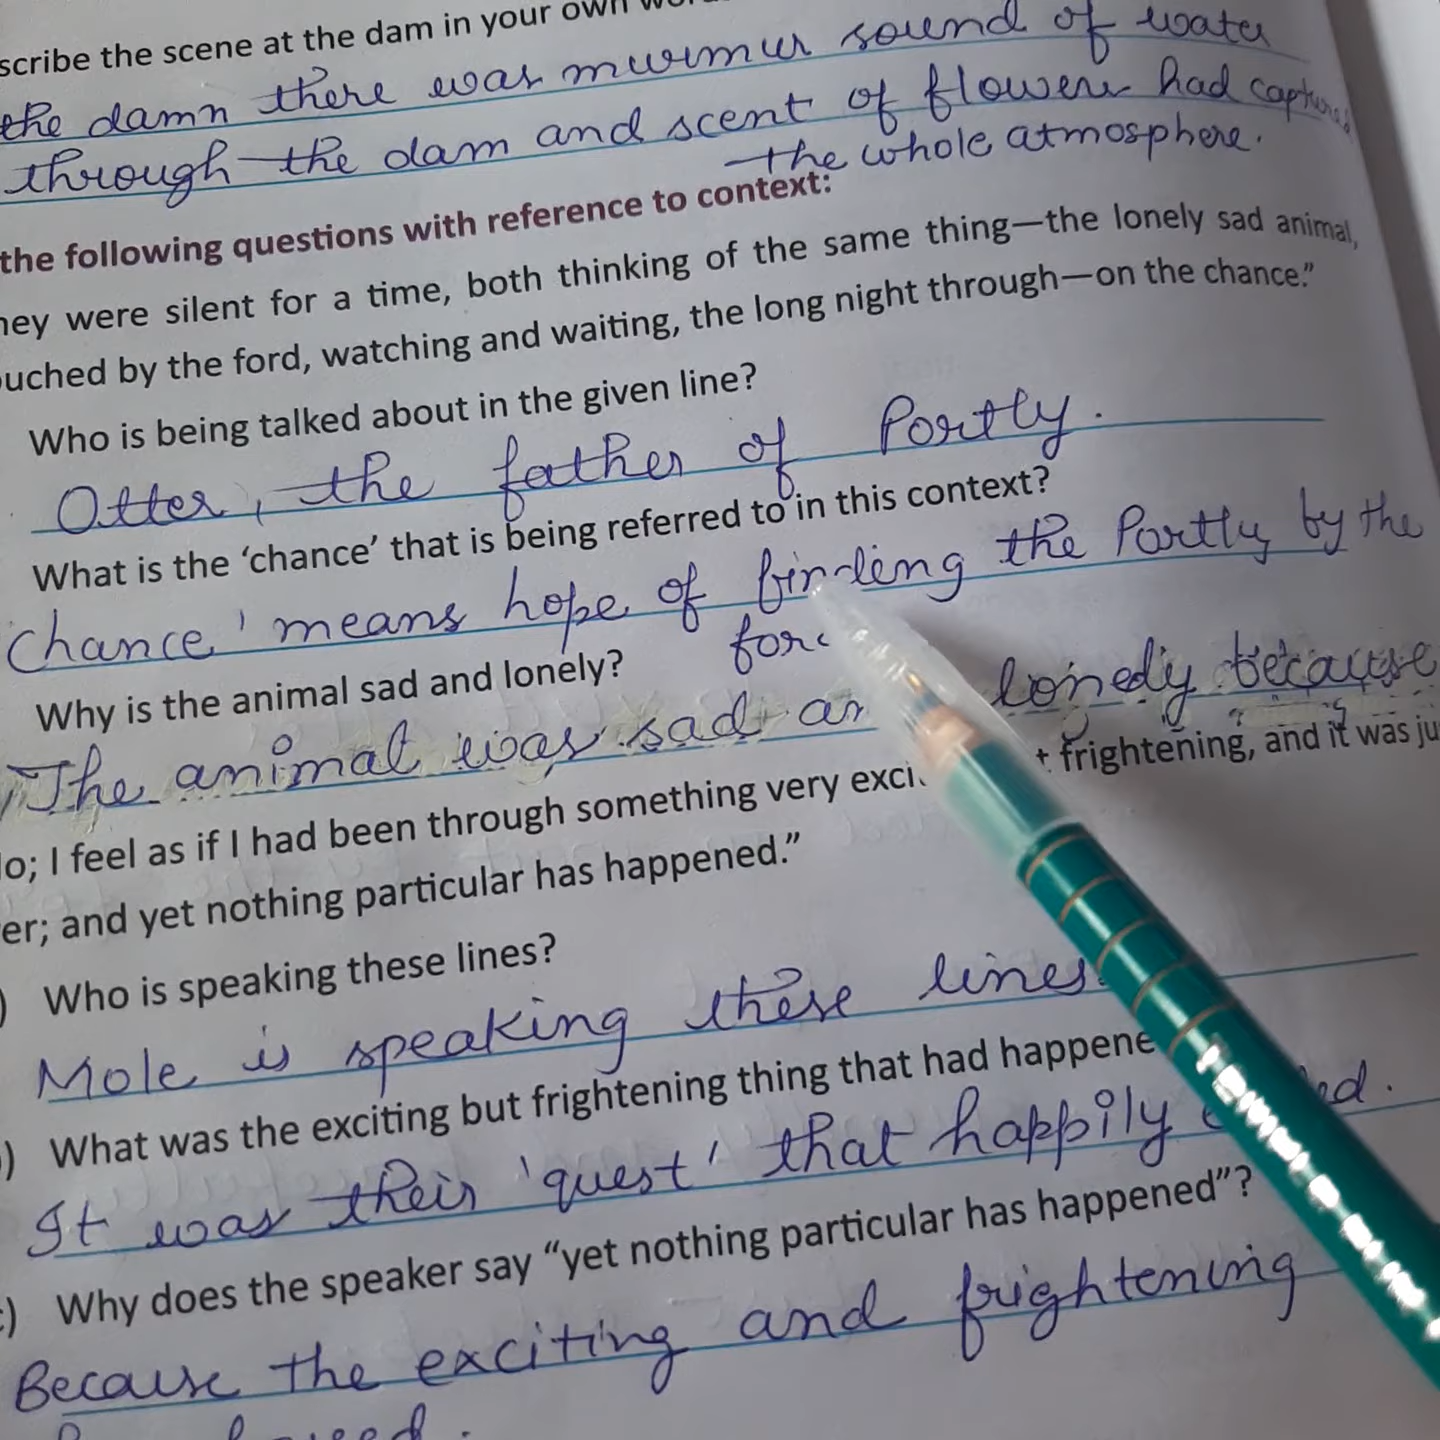 scribe the scene at the dam in your own
the damn there was murmur sound of water
through the dam and scent of flowers had captured
the whole atmosphere.
the following questions with reference to context:
hey were silent for a time, both thinking of the same thing—the lonely sad animal,
ouched by the ford, watching and waiting, the long night through—on the chance."
Who is being talked about in the given line?
Otter, the father of Portly.
What is the 'chance' that is being referred to in this context?
Chance' means hope of finding the Portly by the
Why is the animal sad and lonely?
The animal was sad lonely because
lo; I feel as if I had been through something very frightening, and it was ju
er; and yet nothing particular has happened."
) Who is speaking these lines?
Mole is speaking these lines.
) What was the exciting but frightening thing that had happene
It was their 'quest' that happily
) Why does the speaker say "yet nothing particular has happened"?
Because the exciting and frightening